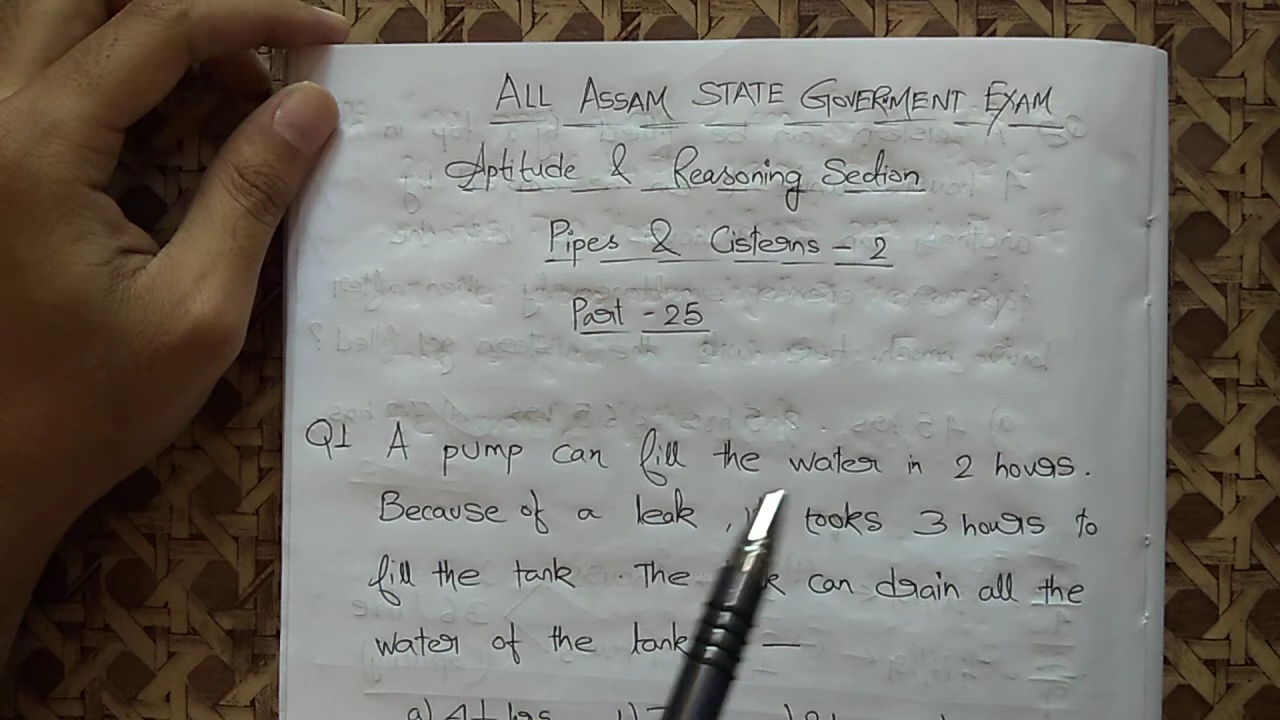 ALL ASSAM STATE GOVERMENT EXAM
Aptitude & Reasoning Section
Pipes & Cisterns - 2
Part - 25
Q1 A pump can fill the water in 2 hours.
Because of a leak , tooks 3 hours to
fill the tank . The can drain all the
water of the tank —
a)